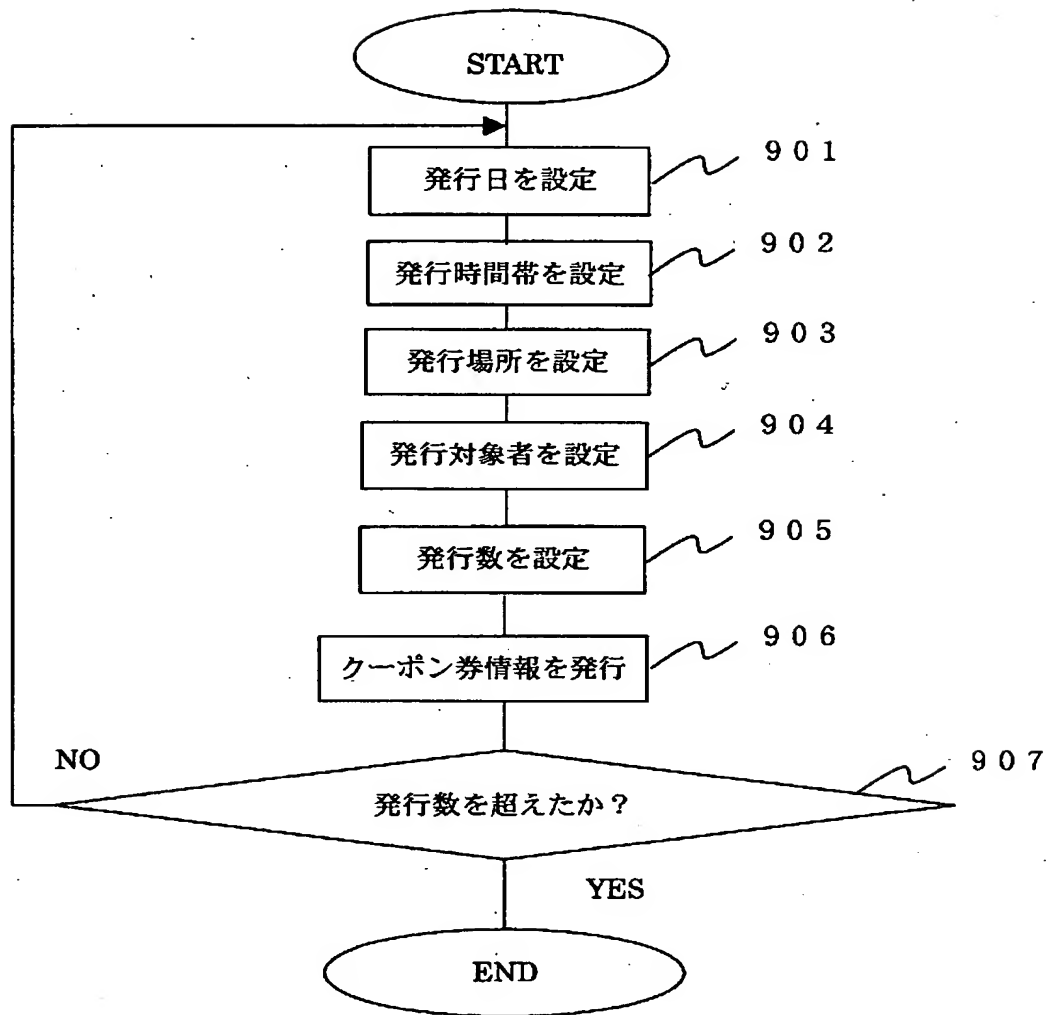 START
発行日を設定
901
発行時間帯を設定
902
発行場所を設定
903
発行対象者を設定
904
発行数を設定
905
クーポン券情報を発行
906
NO
発行数を超えたか？
907
YES
END